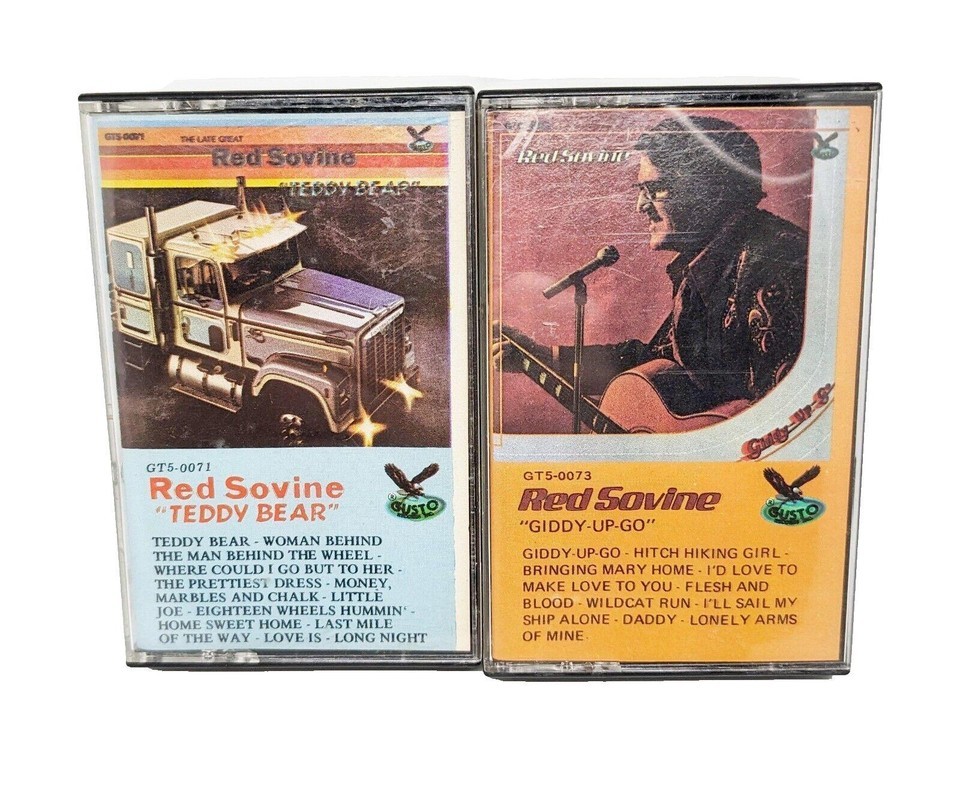 GT5-0071
THE LATE GREAT
Red Sovine
"TEDDY BEAR"
GT5-0071
Red Sovine
"TEDDY BEAR"
GUSTO
TEDDY BEAR - WOMAN BEHIND
THE MAN BEHIND THE WHEEL -
WHERE COULD I GO BUT TO HER -
THE PRETTIEST DRESS - MONEY,
MARBLES AND CHALK - LITTLE
JOE - EIGHTEEN WHEELS HUMMIN'
HOME SWEET HOME - LAST MILE
OF THE WAY - LOVE IS - LONG NIGHT
Red Sovine
Giddy-Up-Go
GT5-0073
Red Sovine
"GIDDY-UP-GO"
GUSTO
GIDDY-UP-GO - HITCH HIKING GIRL -
BRINGING MARY HOME - I'D LOVE TO
MAKE LOVE TO YOU - FLESH AND
BLOOD - WILDCAT RUN - I'LL SAIL MY
SHIP ALONE - DADDY - LONELY ARMS
OF MINE